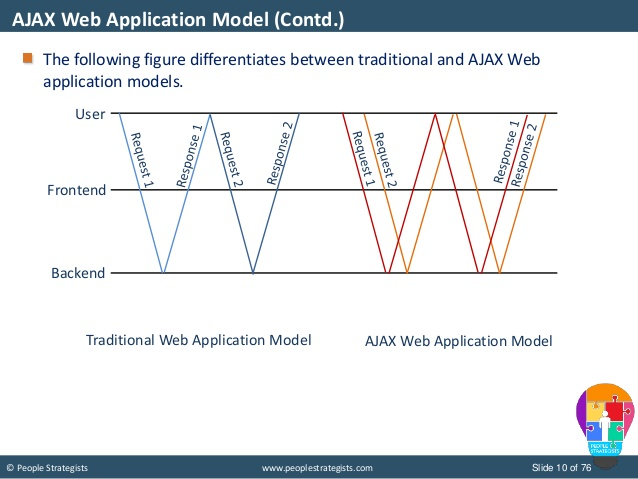 AJAX Web Application Model (Contd.)
The following figure differentiates between traditional and AJAX Web
application models.
User
Request 1
Response 1
Request 2
Response 2
Request 1
Request 2
Response 1
Response 2
Frontend
Backend
Traditional Web Application Model
AJAX Web Application Model
PEOPLE
STRATEGISTS
© People Strategists
www.peoplestrategists.com
Slide 10 of 76